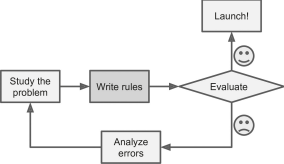 Launch!
Study the
problem
Write rules
Evaluate
Analyze
errors